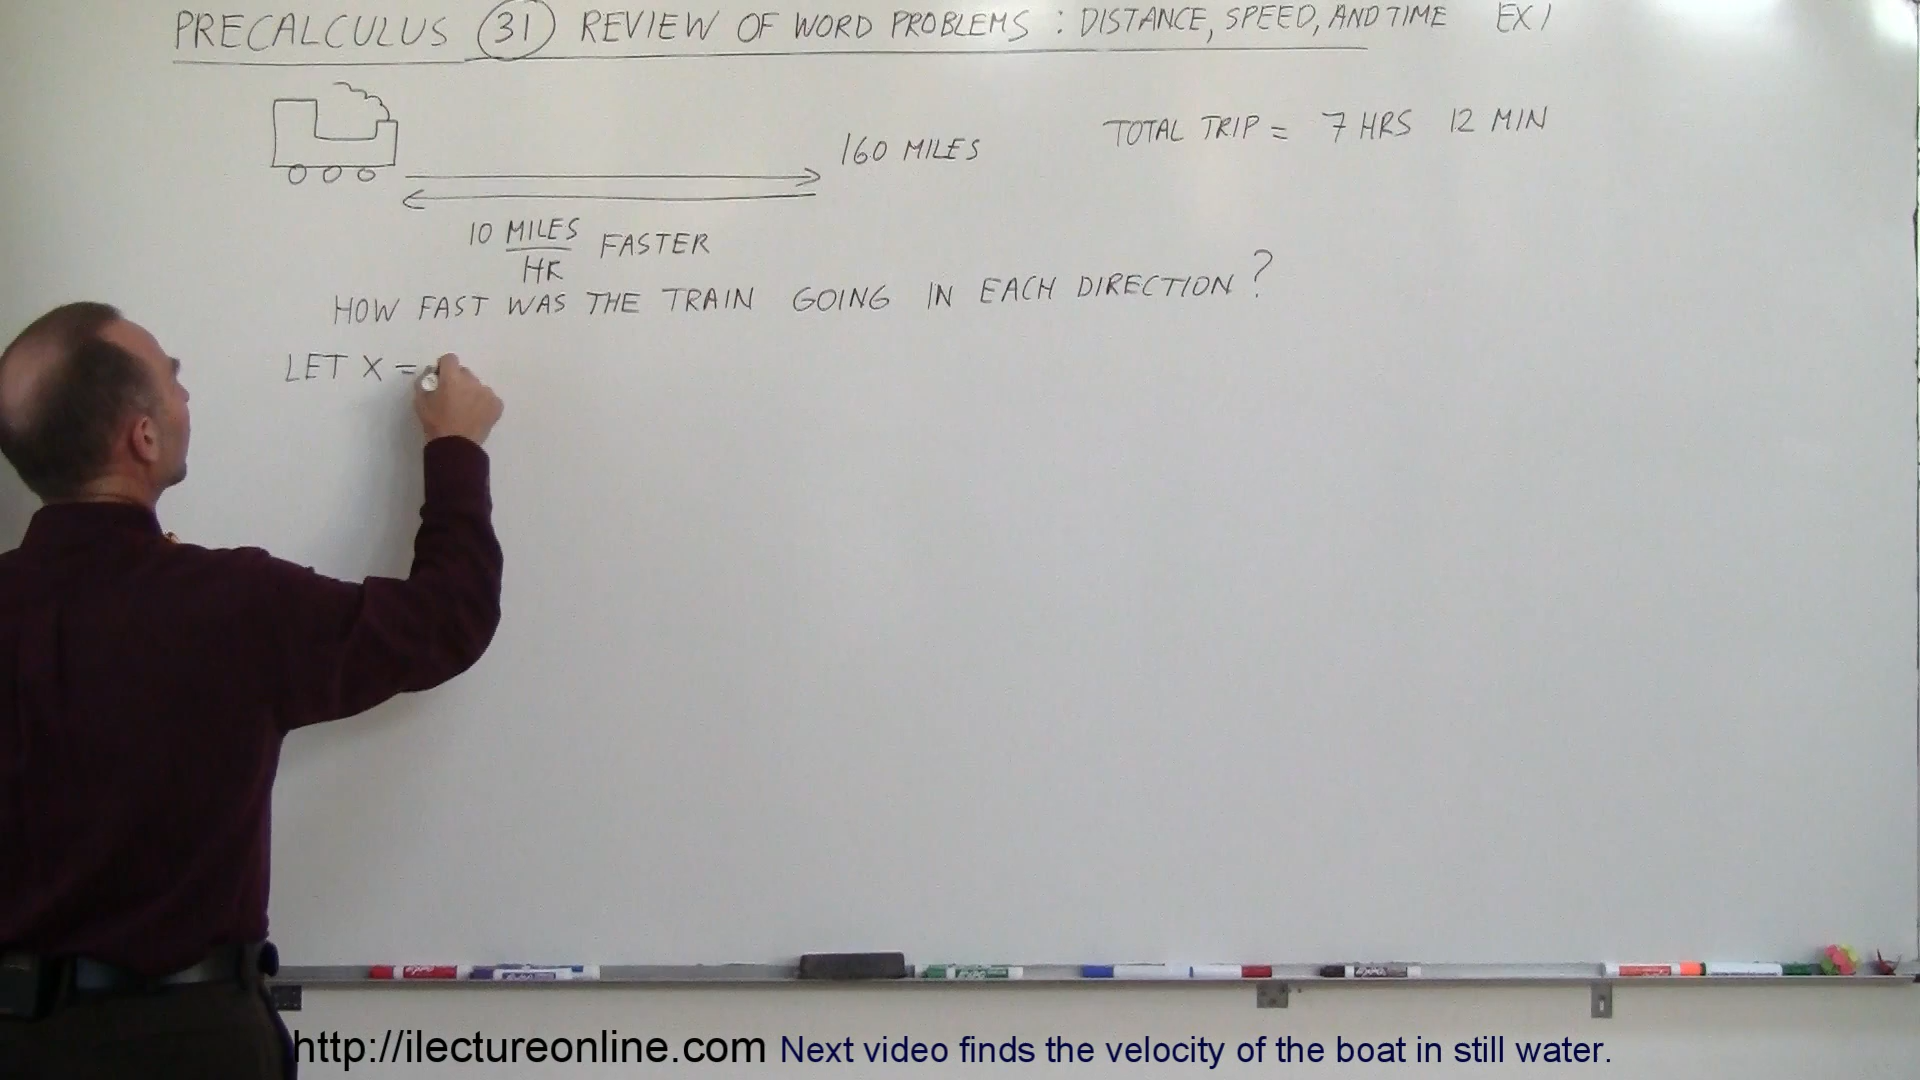 PRECALCULUS 31 REVIEW OF WORD PROBLEMS : DISTANCE, SPEED, AND TIME EX 1
160 MILES
TOTAL TRIP = 7 HRS 12 MIN
10 MILES/HR FASTER
HOW FAST WAS THE TRAIN GOING IN EACH DIRECTION?
LET X =
http://ilectureonline.com Next video finds the velocity of the boat in still water.